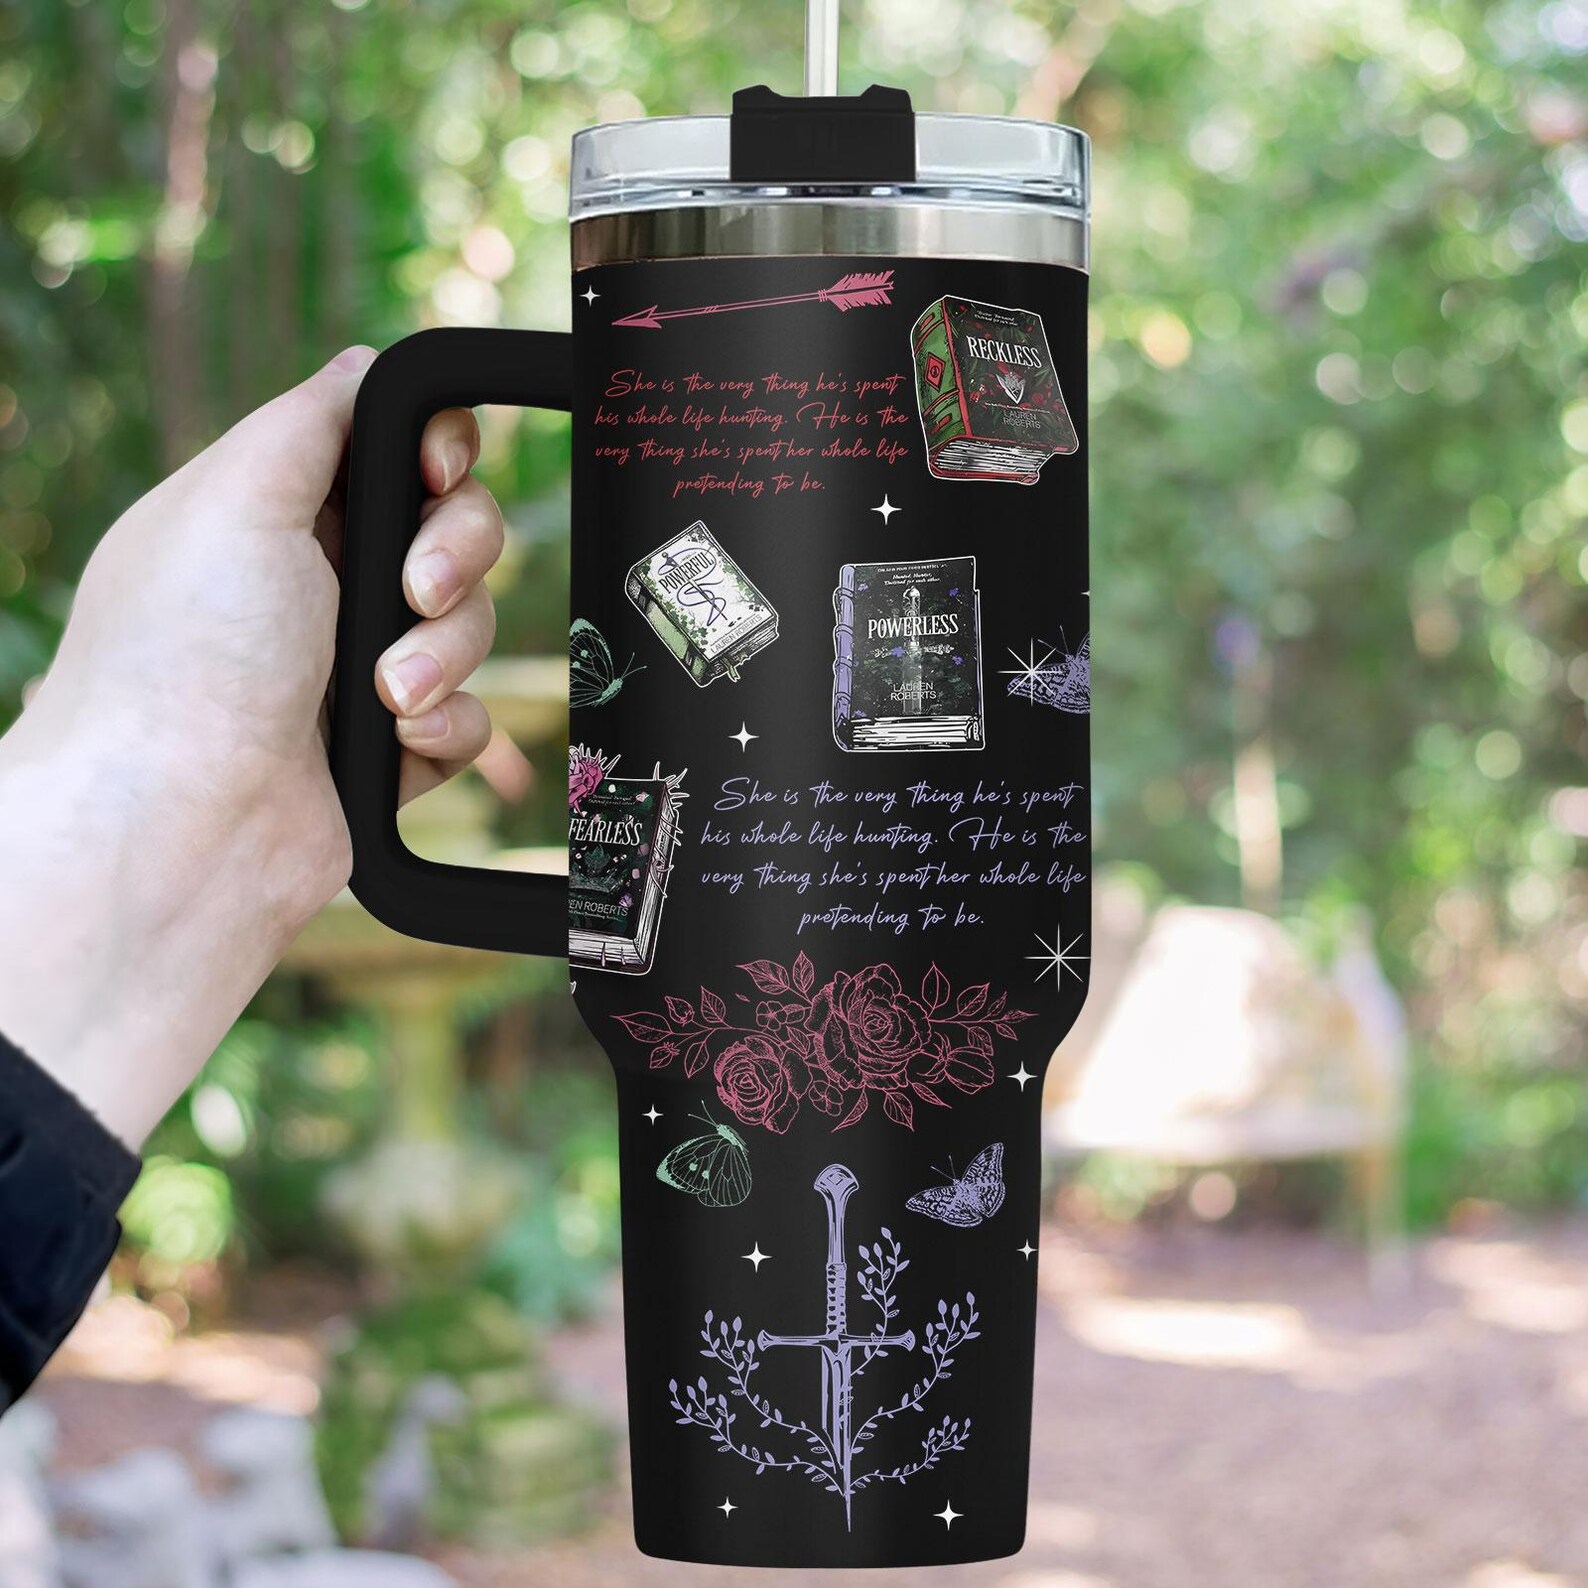 RECKLESS
LAUREN
ROBERTS
She is the very thing he's spent
his whole life hunting. He is the
very thing she's spent her whole life
pretending to be.
POWERFUL
LAUREN ROBERTS
POWERLESS
LAUREN
ROBERTS
FEARLESS
EN ROBERTS
She is the very thing he's spent
his whole life hunting. He is the
very thing she's spent her whole life
pretending to be.